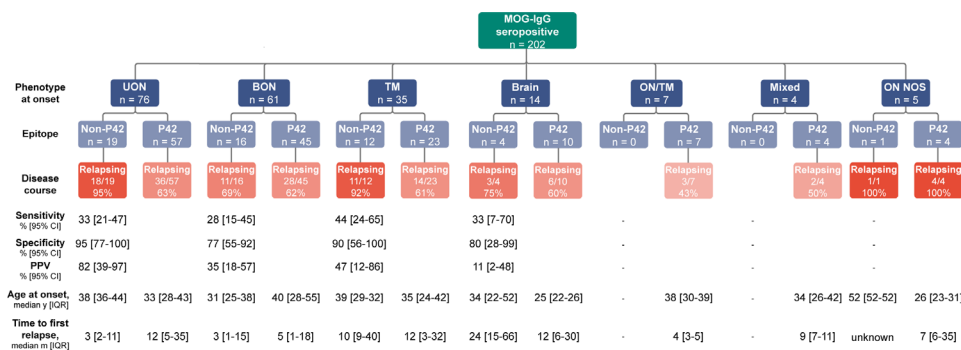 MOG-IgG
seropositive
n = 202
Phenotype
at onset
UON
n = 76
BON
n = 61
TM
n = 35
Brain
n = 14
ON/TM
n = 7
Mixed
n = 4
ON NOS
n = 5
Epitope
Non-P42
n = 19
P42
n = 57
Non-P42
n = 16
P42
n = 45
Non-P42
n = 12
P42
n = 23
Non-P42
n = 4
P42
n = 10
Non-P42
n = 0
P42
n = 7
Non-P42
n = 0
P42
n = 4
Non-P42
n = 1
P42
n = 4
Disease
course
Relapsing
18/19
95%
Relapsing
36/57
63%
Relapsing
11/16
69%
Relapsing
28/45
62%
Relapsing
11/12
92%
Relapsing
14/23
61%
Relapsing
3/4
75%
Relapsing
6/10
60%
Relapsing
3/7
43%
Relapsing
2/4
50%
Relapsing
1/1
100%
Relapsing
4/4
100%
Sensitivity
% [95% CI]
33 [21-47] 28 [15-45] 44 [24-65] 33 [7-70] - - -
Specificity
% [95% CI]
95 [77-100] 77 [55-92] 90 [56-100] 80 [28-99] - - -
PPV
% [95% CI]
82 [39-97] 35 [18-57] 47 [12-86] 11 [2-48] - - -
Age at onset,
median y [IQR]
38 [36-44] 33 [28-43] 31 [25-38] 40 [28-55] 39 [29-32] 35 [24-42] 34 [22-52] 25 [22-26] - 38 [30-39] 34 [26-42] 52 [52-52] 26 [23-31]
Time to first
relapse,
median m [IQR]
3 [2-11] 12 [5-35] 3 [1-15] 5 [1-18] 10 [9-40] 12 [3-32] 24 [15-66] 12 [6-30] - 4 [3-5] 9 [7-11] unknown 7 [6-35]